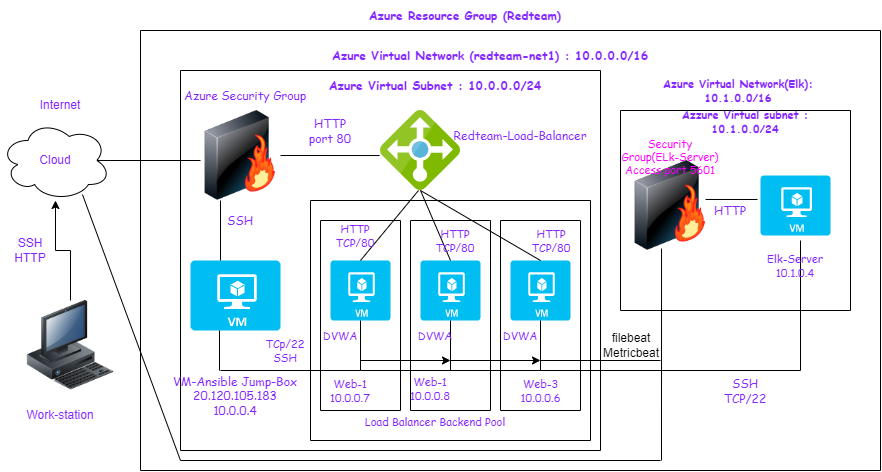 Azure Resource Group (Redteam)
Azure Virtual Network (redteam-net1) : 10.0.0.0/16
Azure Virtual Subnet : 10.0.0.0/24
Azure Security Group
Azure Virtual Network(Elk):
10.1.0.0/16
Azzure Virtual subnet :
10.1.0.0/24
Internet
Cloud
HTTP
port 80
Redteam-Load-Balancer
Security
Group(ELk-Server)
Access port 5601
HTTP
VM
Elk-Server
10.1.0.4
SSH
HTTP
SSH
HTTP
TCP/80
HTTP
TCP/80
HTTP
TCP/80
VM
VM
VM
VM
DVWA
DVWA
DVWA
TCp/22
SSH
filebeat
Metricbeat
VM-Ansible Jump-Box
20.120.105.183
10.0.0.4
Web-1
10.0.0.7
Web-1
10.0.0.8
Web-3
10.0.0.6
SSH
TCP/22
Work-station
Load Balancer Backend Pool